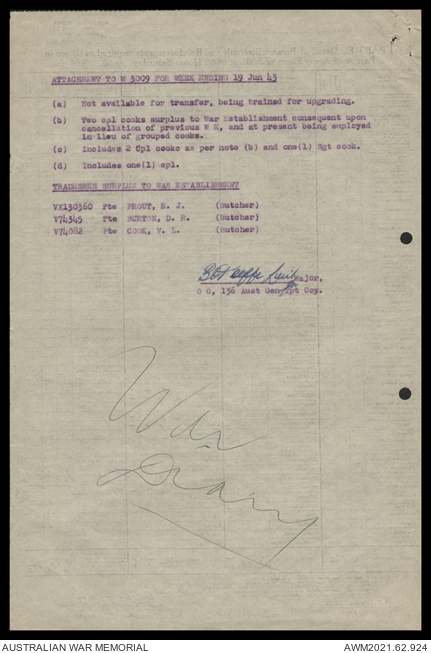 ATTACHMENT TO W 3009 FOR WEEK ENDING 19 Jun 43
(a) Not available for transfer, being trained for upgrading.
(b) Two cpl cooks surplus to War Establishment consequent upon
cancellation of previous W E, and at present being employed
in lieu of grouped cooks.
(c) Includes 2 Cpl cooks as per note (b) and one(1) Sgt cook.
(d) Includes one(1) cpl.
TRADESMEN SURPLUS TO WAR ESTABLISHMENT
VX130360 Pte PROUT, R. J. (Butcher)
V74345 Pte BURTON, D. R. (Butcher)
V74082 Pte COOK, V. L. (Butcher)
Major.
O C, 136 Aust Gen Tpt Coy.
War
Diary
AUSTRALIAN WAR MEMORIAL
AWM2021.62.924